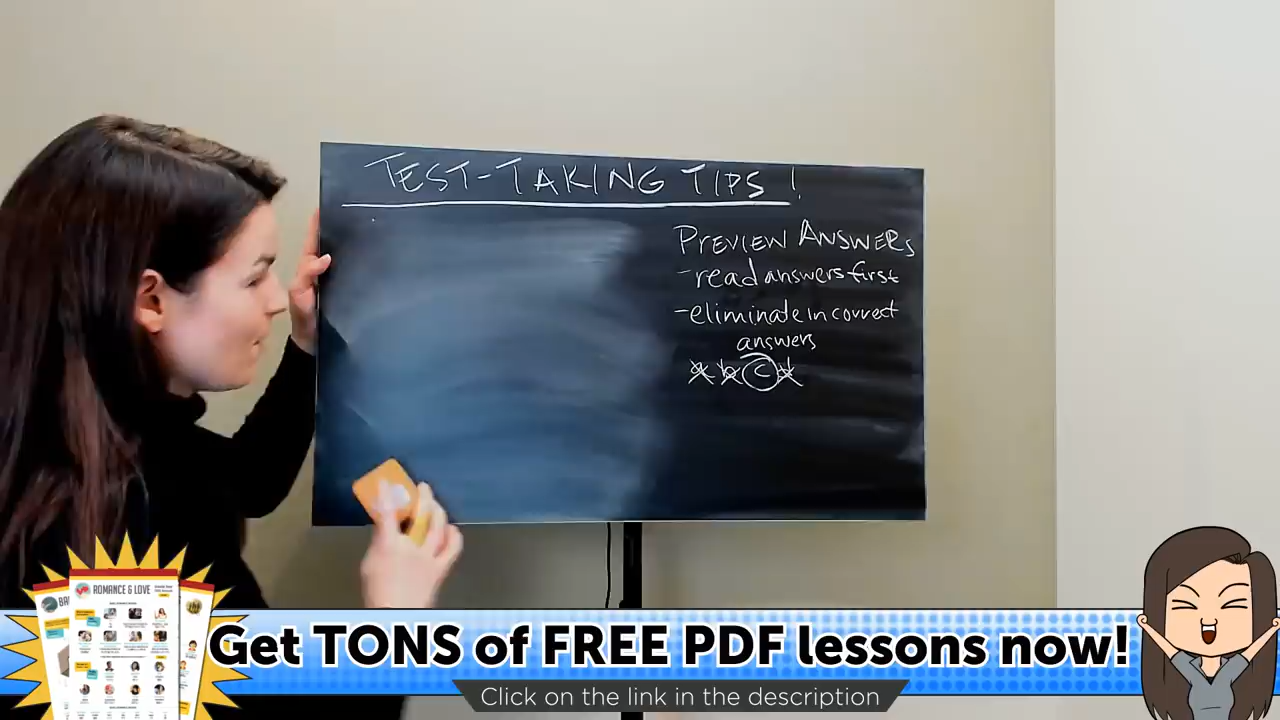 TEST-TAKING TIPS!
PREVIEW ANSWERS
- read answers first
- eliminate incorrect
answers
a b c d
ROMANCE & LOVE
Get TONS of FREE PDF lessons now!
Click on the link in the description